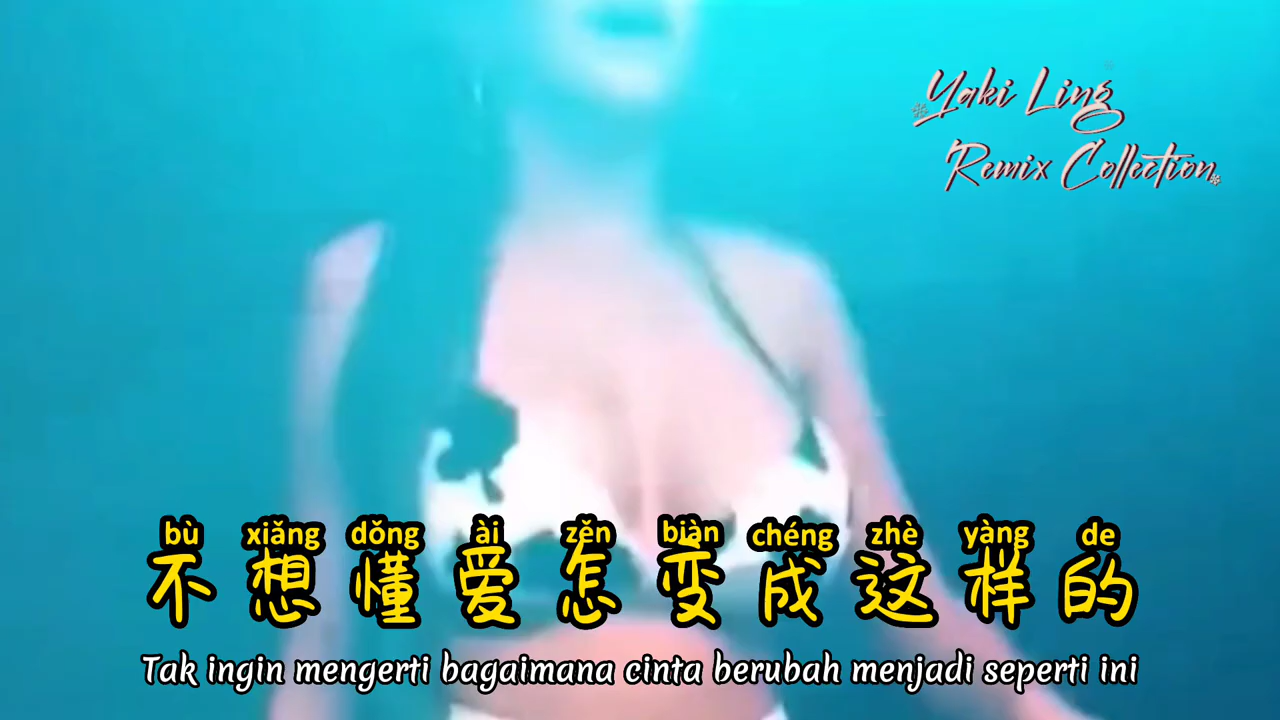 Yaki Ling
Remix Collection
bù xiǎng dǒng ài zěn biàn chéng zhè yàng de
不想懂爱怎变成这样的
Tak ingin mengerti bagaimana cinta berubah menjadi seperti ini